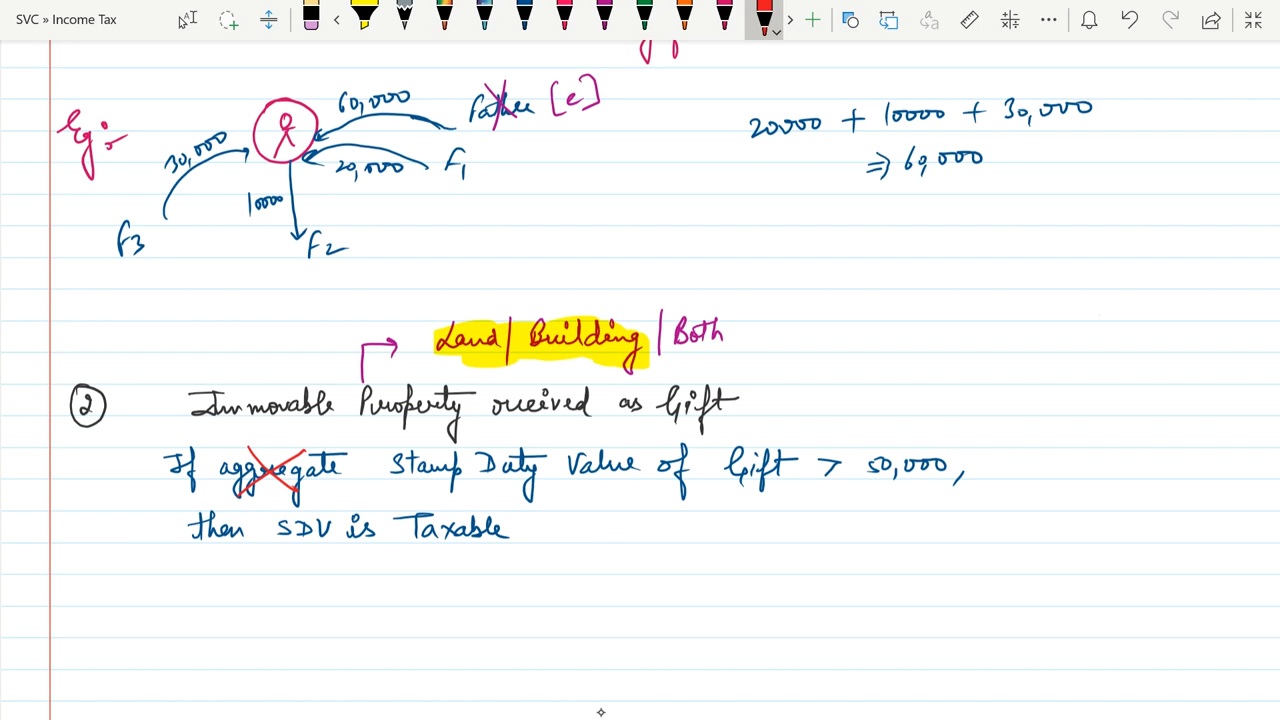 SVC » Income Tax
Eg:-
60,000
Father [e]
20000 + 10000 + 30,000
30,000
20,000
F1
⇒ 60,000
10000
F3
F2
Land/ Building / Both
② Immovable Property received as Gift
If aggregate Stamp Duty Value of Gift > 50,000,
then SDV is Taxable